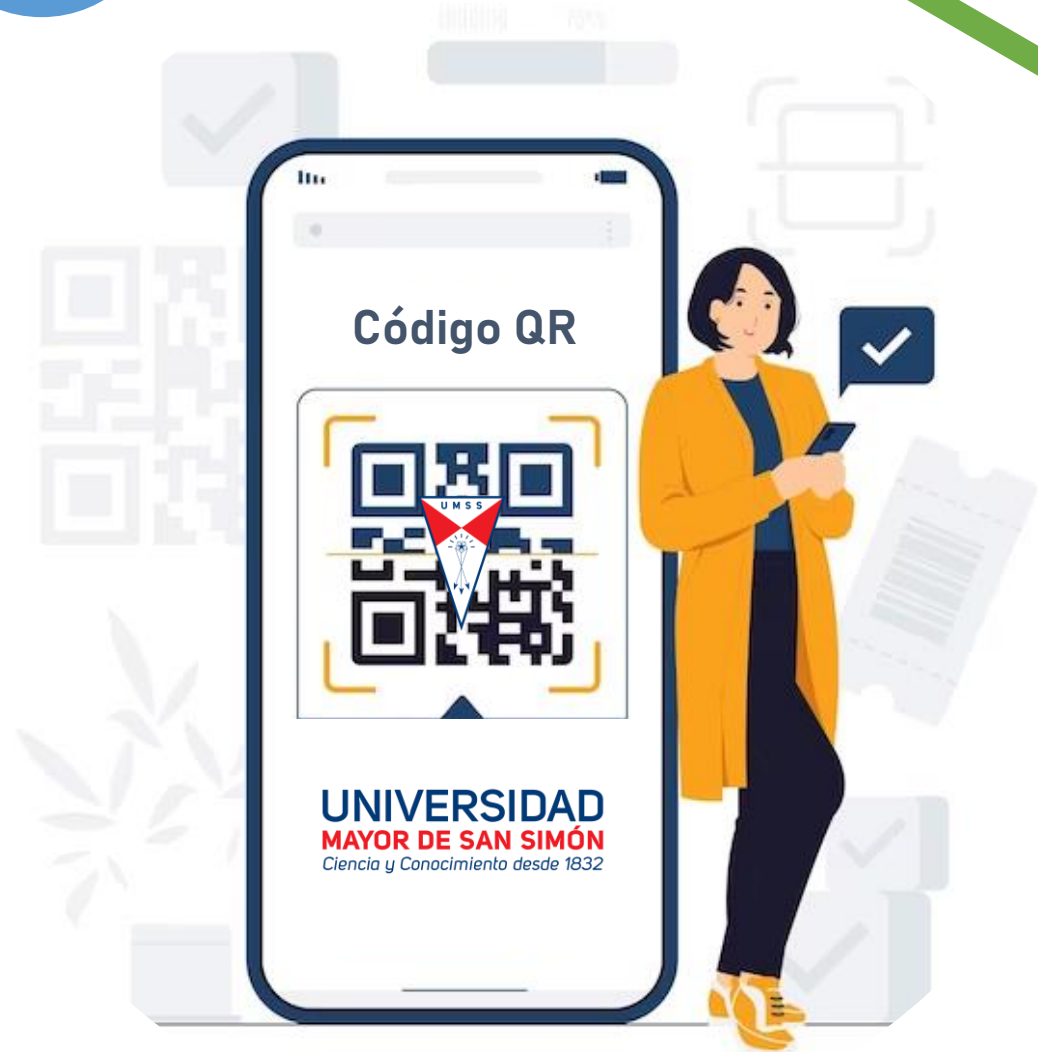 Código QR
UMSS
UNIVERSIDAD
MAYOR DE SAN SIMÓN
Ciencia y Conocimiento desde 1832